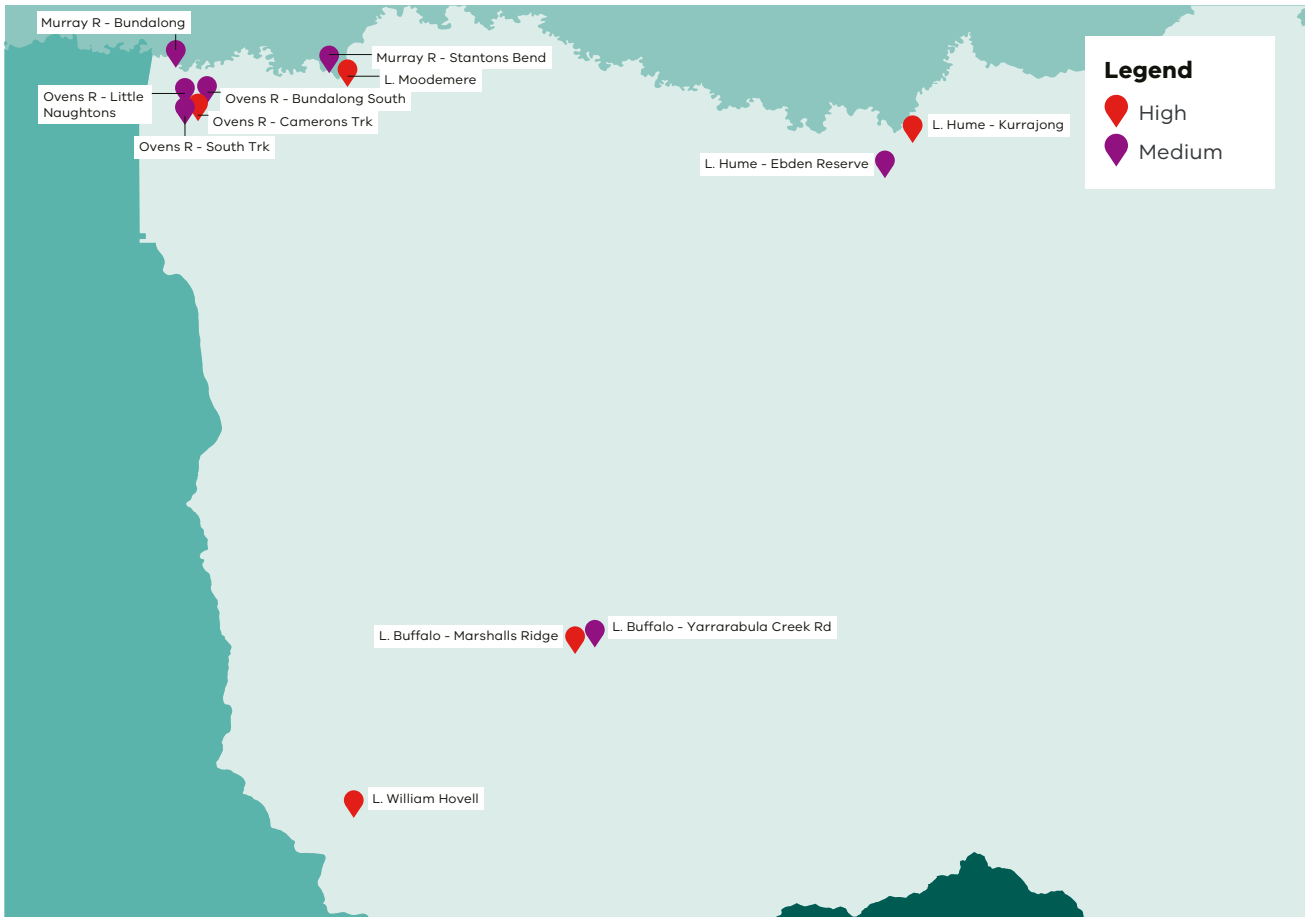 Murray R - Bundalong
Murray R - Stantons Bend
L. Moodemere
Ovens R - Little
Naughtons
Ovens R - Bundalong South
Ovens R - Camerons Trk
Ovens R - South Trk
L. Hume - Kurrajong
L. Hume - Ebden Reserve
Legend
High
Medium
L. Buffalo - Marshalls Ridge
L. Buffalo - Yarrarabula Creek Rd
L. William Hovell